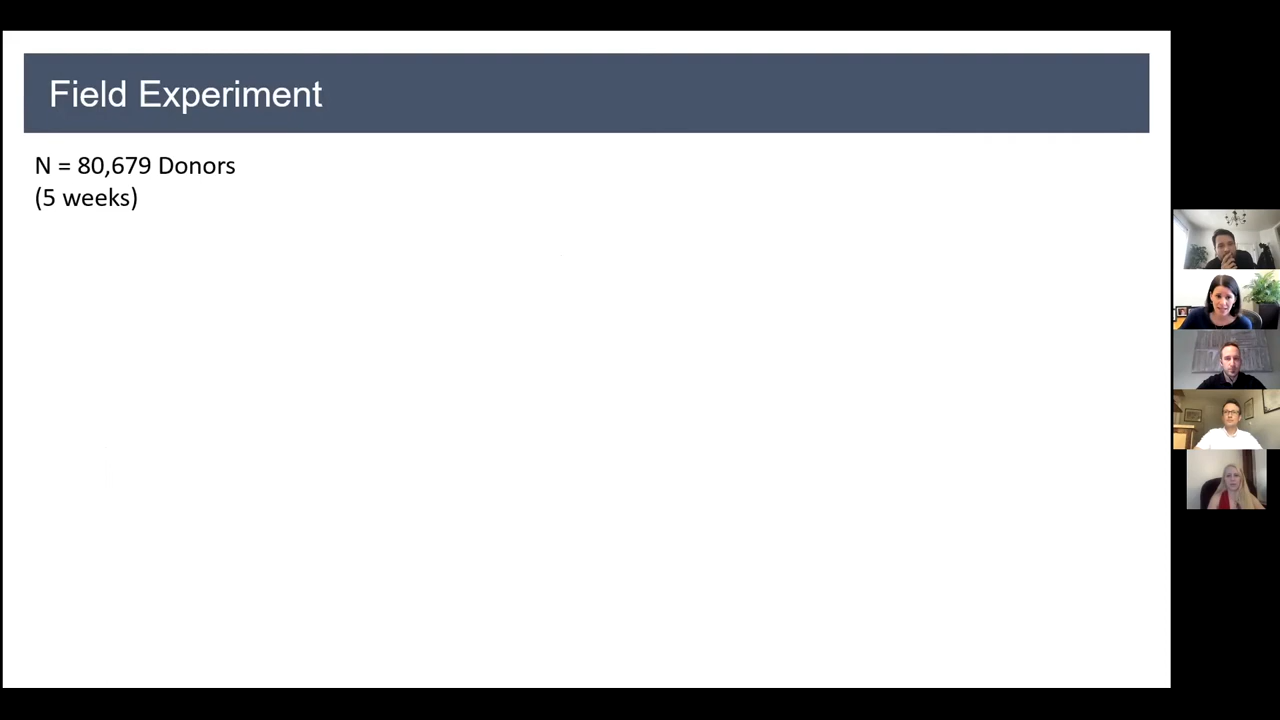 Field Experiment
N = 80,679 Donors
(5 weeks)